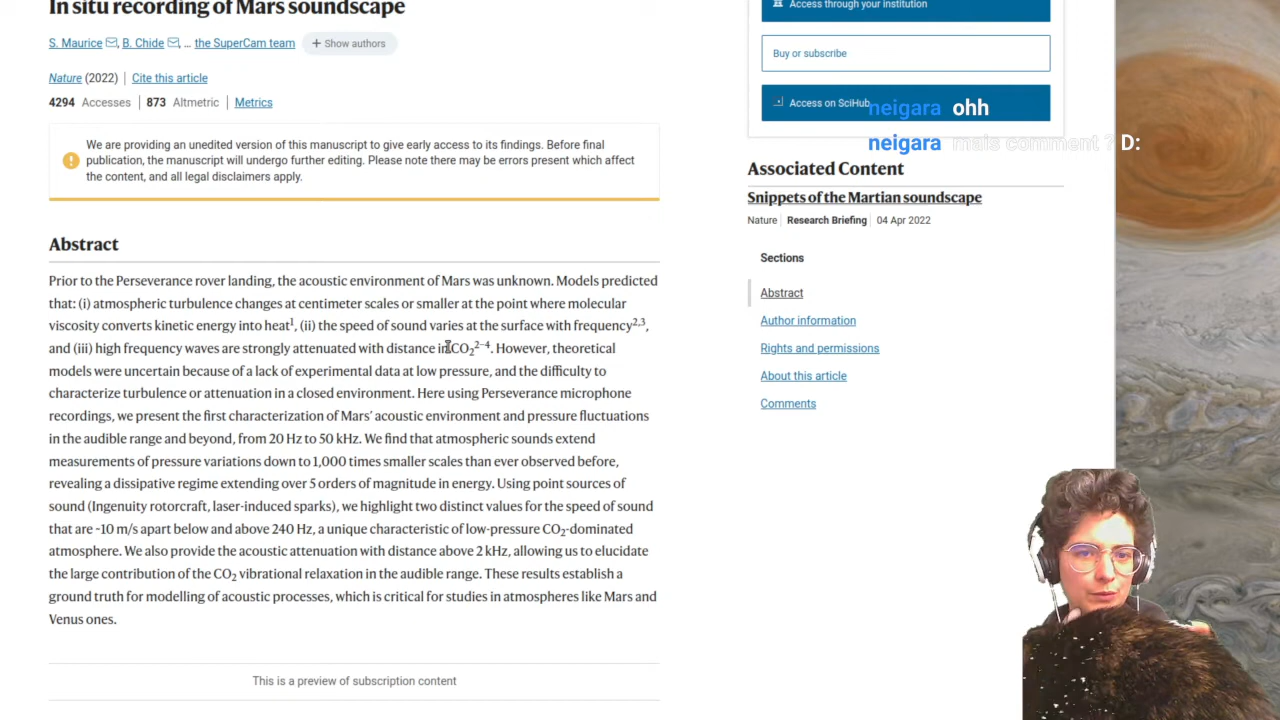 In situ recording of Mars soundscape
S. Maurice, B. Chide, … the SuperCam team + Show authors
Nature (2022) | Cite this article
4294 Accesses | 873 Altmetric | Metrics
We are providing an unedited version of this manuscript to give early access to its findings. Before final
publication, the manuscript will undergo further editing. Please note there may be errors present which affect
the content, and all legal disclaimers apply.
Abstract
Prior to the Perseverance rover landing, the acoustic environment of Mars was unknown. Models predicted
that: (i) atmospheric turbulence changes at centimeter scales or smaller at the point where molecular
viscosity converts kinetic energy into heat¹, (ii) the speed of sound varies at the surface with frequency²,³,
and (iii) high frequency waves are strongly attenuated with distance in CO₂²⁻⁴. However, theoretical
models were uncertain because of a lack of experimental data at low pressure, and the difficulty to
characterize turbulence or attenuation in a closed environment. Here using Perseverance microphone
recordings, we present the first characterization of Mars’ acoustic environment and pressure fluctuations
in the audible range and beyond, from 20 Hz to 50 kHz. We find that atmospheric sounds extend
measurements of pressure variations down to 1,000 times smaller scales than ever observed before,
revealing a dissipative regime extending over 5 orders of magnitude in energy. Using point sources of
sound (Ingenuity rotorcraft, laser-induced sparks), we highlight two distinct values for the speed of sound
that are ~10 m/s apart below and above 240 Hz, a unique characteristic of low-pressure CO₂-dominated
atmosphere. We also provide the acoustic attenuation with distance above 2 kHz, allowing us to elucidate
the large contribution of the CO₂ vibrational relaxation in the audible range. These results establish a
ground truth for modelling of acoustic processes, which is critical for studies in atmospheres like Mars and
Venus ones.
This is a preview of subscription content
Access through your institution
Buy or subscribe
Access on SciHub
neigara ohh
neigara mais comment ? D:
Associated Content
Snippets of the Martian soundscape
Nature | Research Briefing | 04 Apr 2022
Sections
Abstract
Author information
Rights and permissions
About this article
Comments